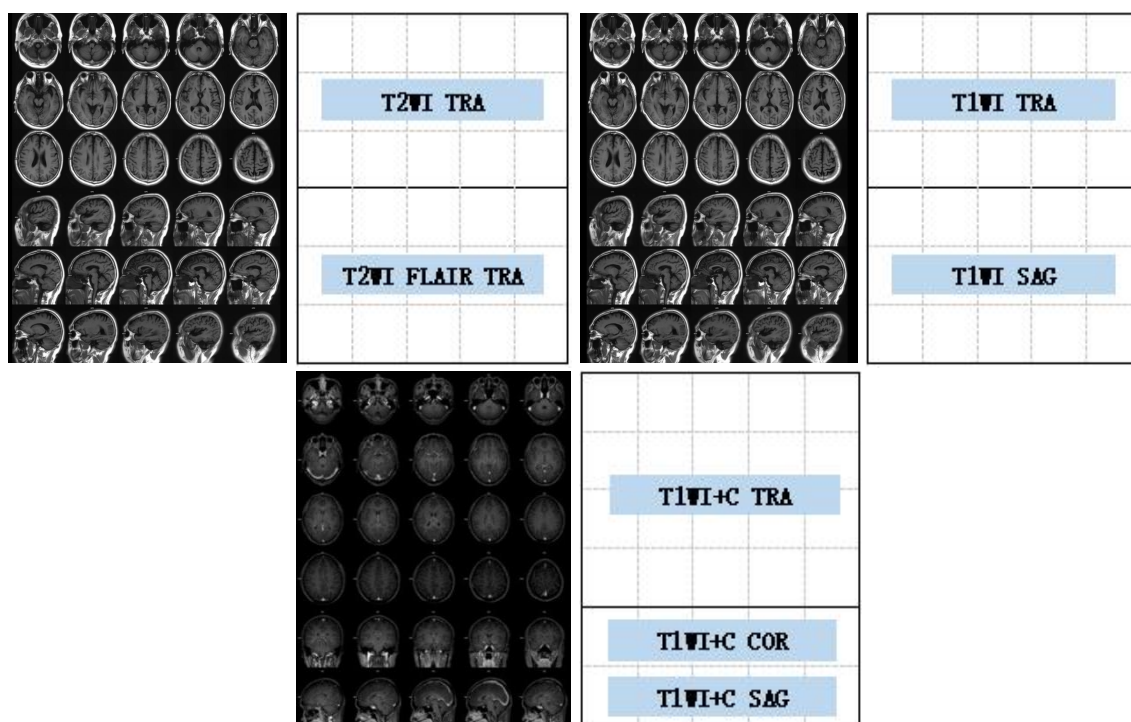 T2WI TRA
T1WI TRA
T2WI FLAIR TRA
T1WI SAG
T1WI+C TRA
T1WI+C COR
T1WI+C SAG